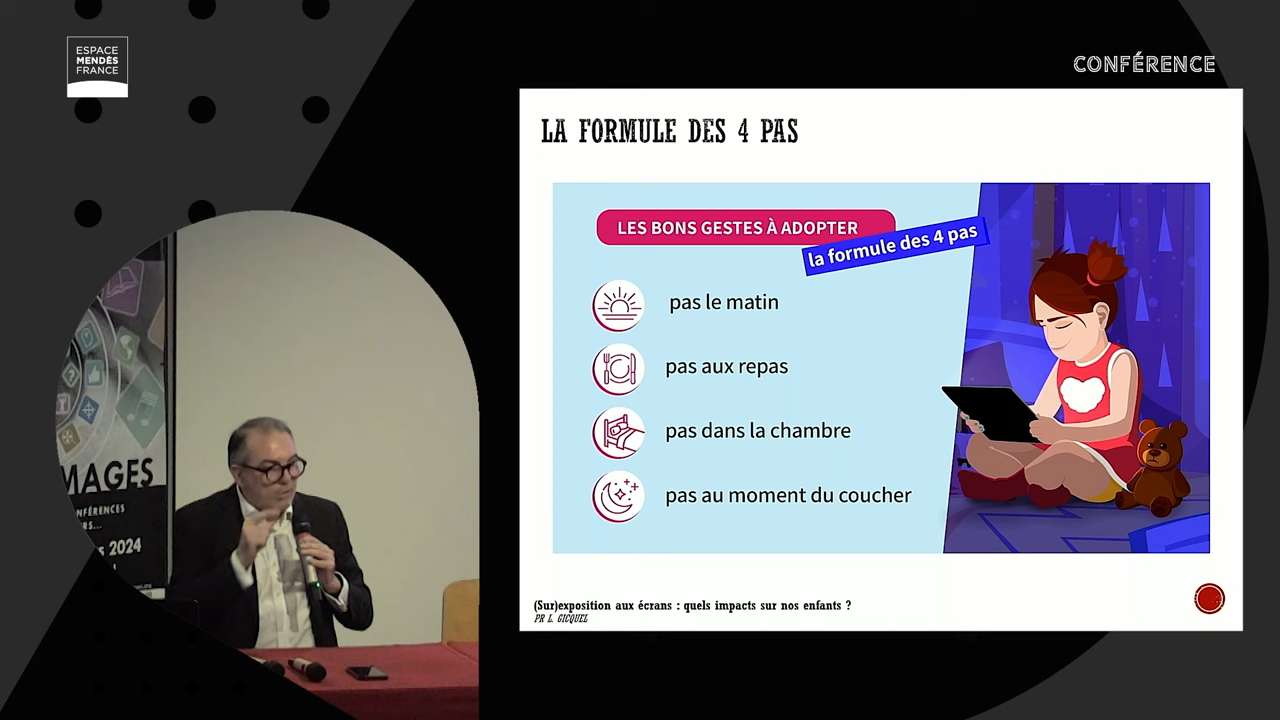 ESPACE
MENDÈS
FRANCE
CONFÉRENCE
LA FORMULE DES 4 PAS
LES BONS GESTES À ADOPTER
la formule des 4 pas
pas le matin
pas aux repas
pas dans la chambre
pas au moment du coucher
(Sur)exposition aux écrans : quels impacts sur nos enfants ?
PR L. GICQUEL
MAGES
NFÉRENCES
2024